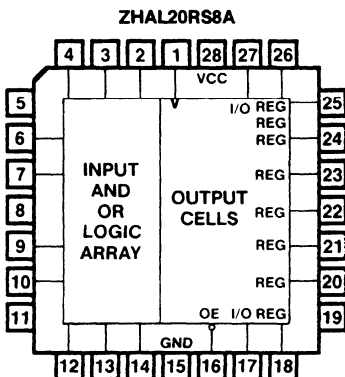 ZHAL20RS8A
4 3 2 1 28 27 26
VCC
5 I/O REG 25
REG
6 REG 24
7 INPUT AND OR LOGIC ARRAY REG 23
8 OUTPUT CELLS REG 22
9 REG 21
10 REG 20
11 OE I/O REG 19
GND
12 13 14 15 16 17 18